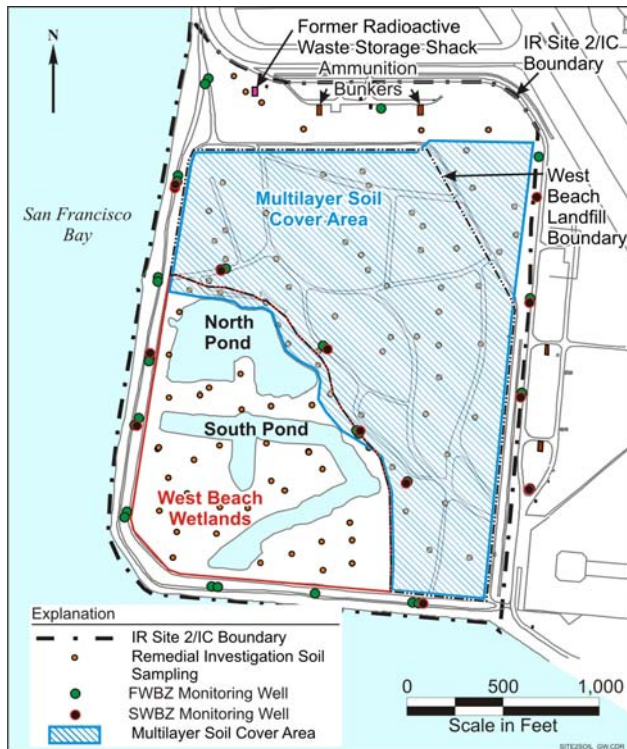 N
Former Radioactive
Waste Storage Shack
Ammunition
Bunkers
IR Site 2/IC
Boundary
West
Beach
Landfill
Boundary
San Francisco
Bay
Multilayer Soil
Cover Area
North
Pond
South Pond
West Beach
Wetlands
Explanation
IR Site 2/IC Boundary
Remedial Investigation Soil
Sampling
FWBZ Monitoring Well
SWBZ Monitoring Well
Multilayer Soil Cover Area
0 500 1,000
Scale in Feet
SITE2SOIL_GW.CDR